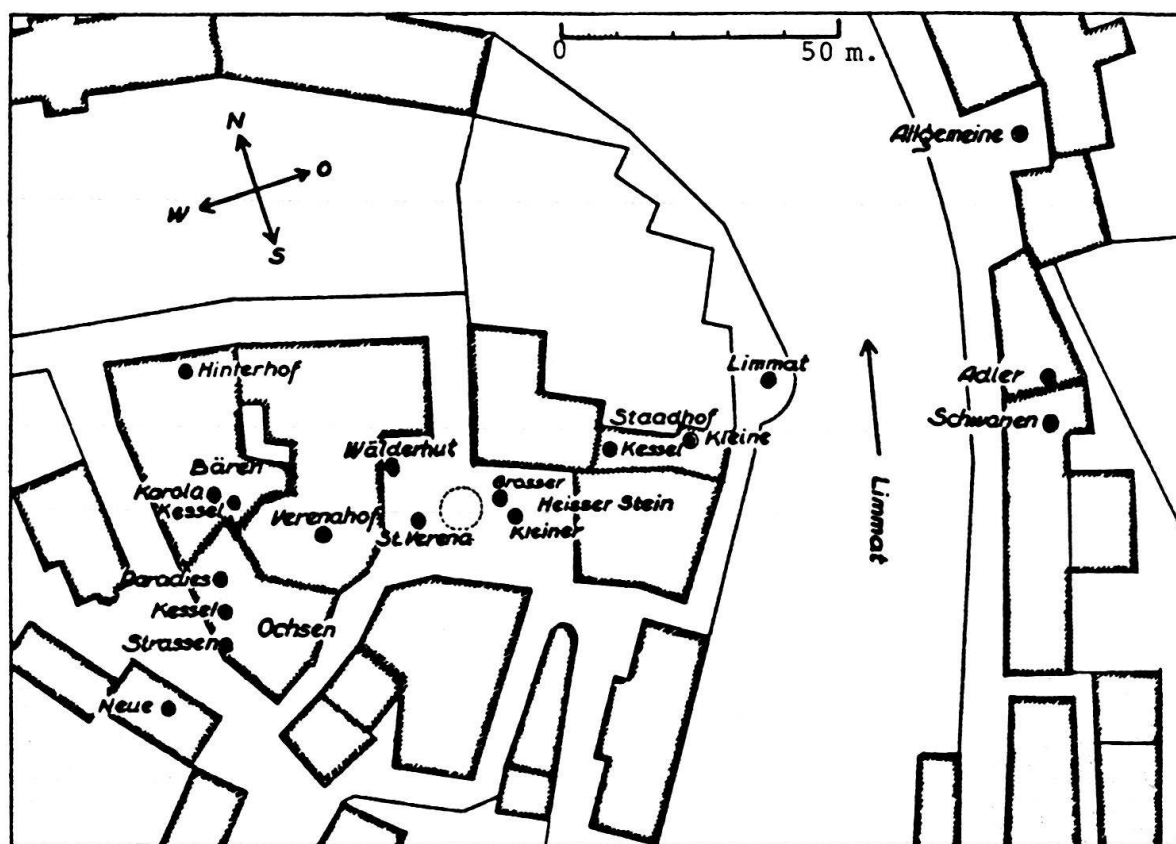 0 50 m.
Allgemeine
N
O
W
S
Hinterhof
Limmat
Adler
Staadhof
Schwanen
Kleine
Kessel
Wälderhut
Bären
Karola
Kessel
Grosser
Heisser Stein
Verenahof
St. Verena
Kleiner
Limmat
Paradies
Kessel
Ochsen
Strassen
Neue